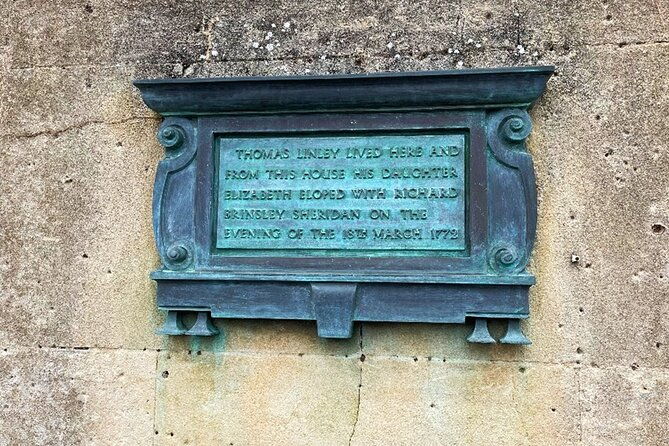 THOMAS LINLEY LIVED HERE AND
FROM THIS HOUSE HIS DAUGHTER
ELIZABETH ELOPED WITH RICHARD
BRINSLEY SHERIDAN ON THE
EVENING OF THE 18TH MARCH 1772